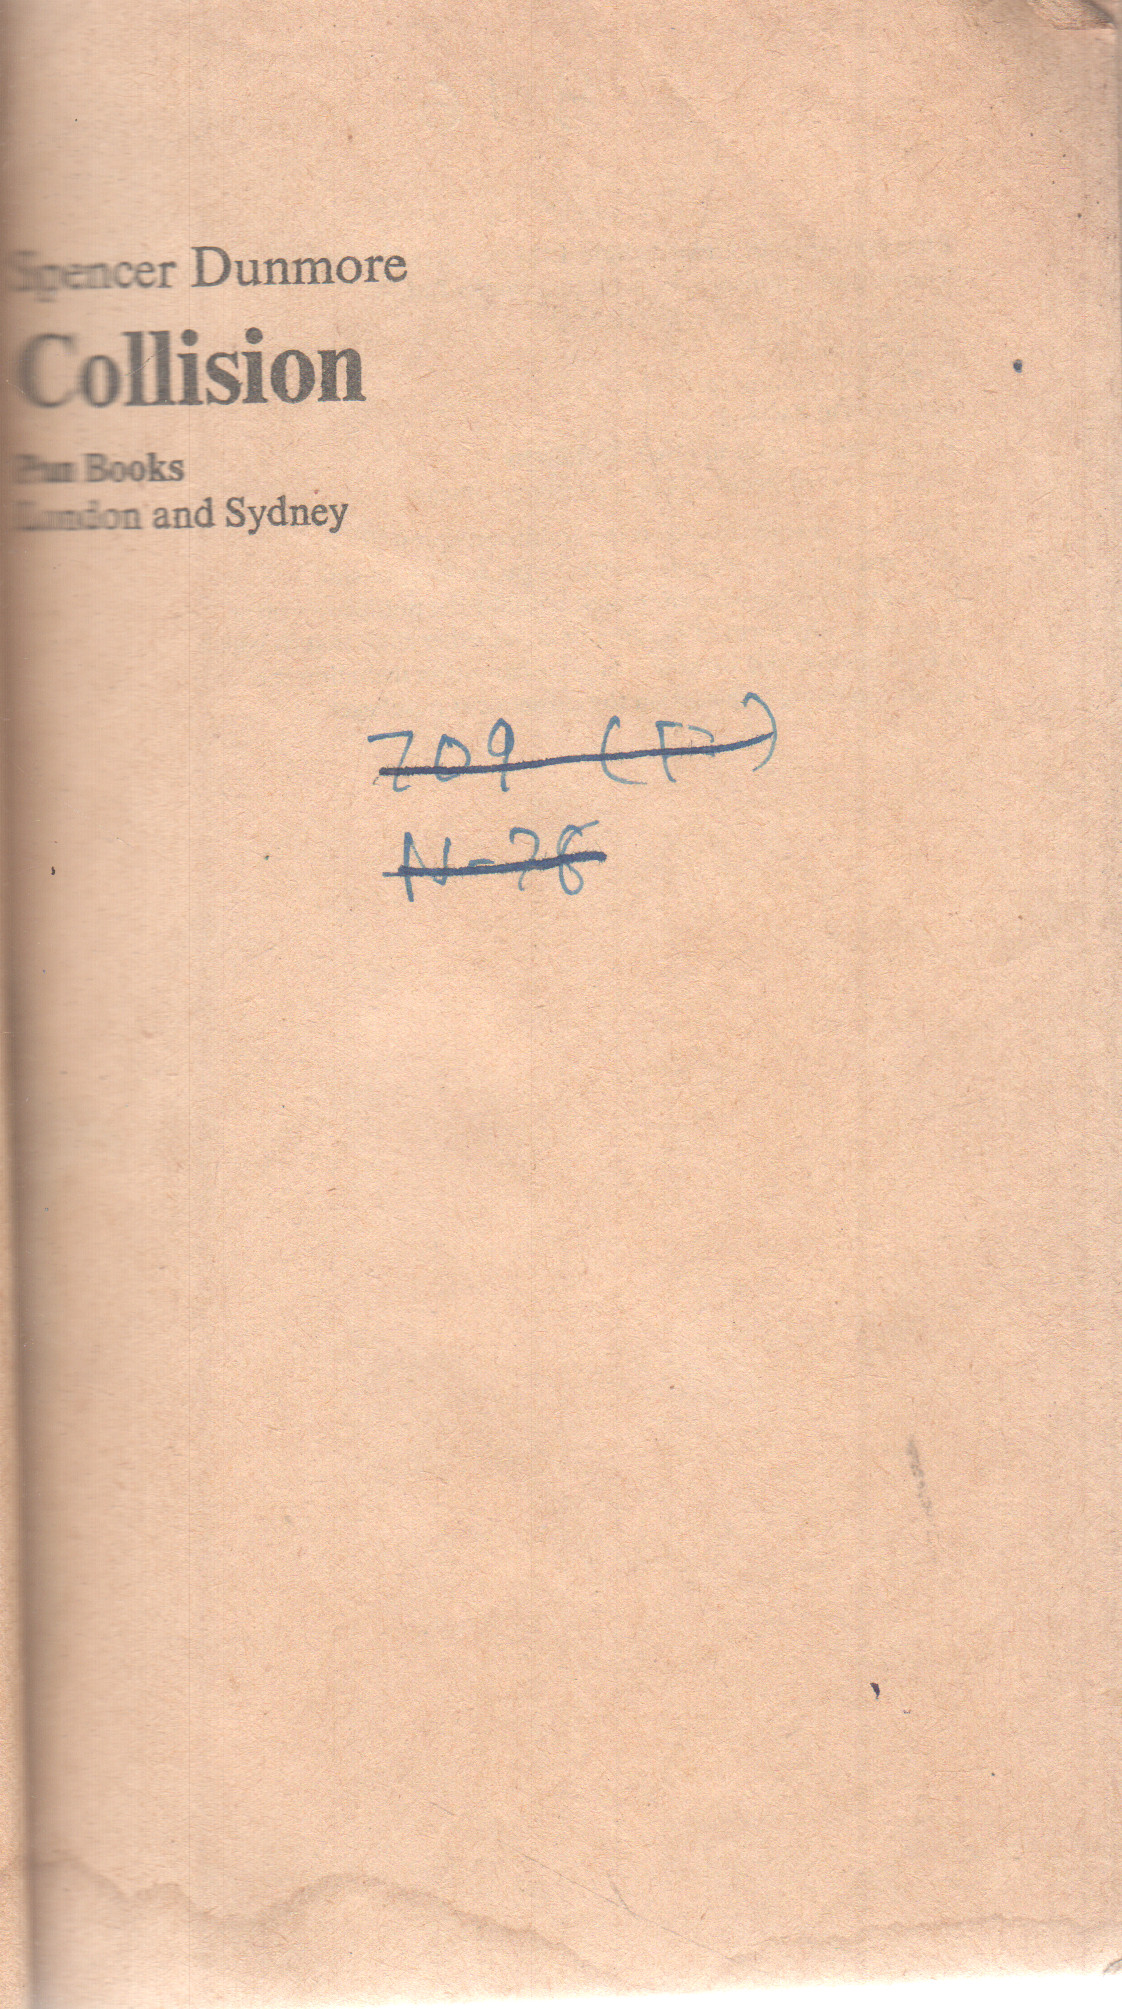 Spencer Dunmore
Collision
Pan Books
London and Sydney
709
N-78